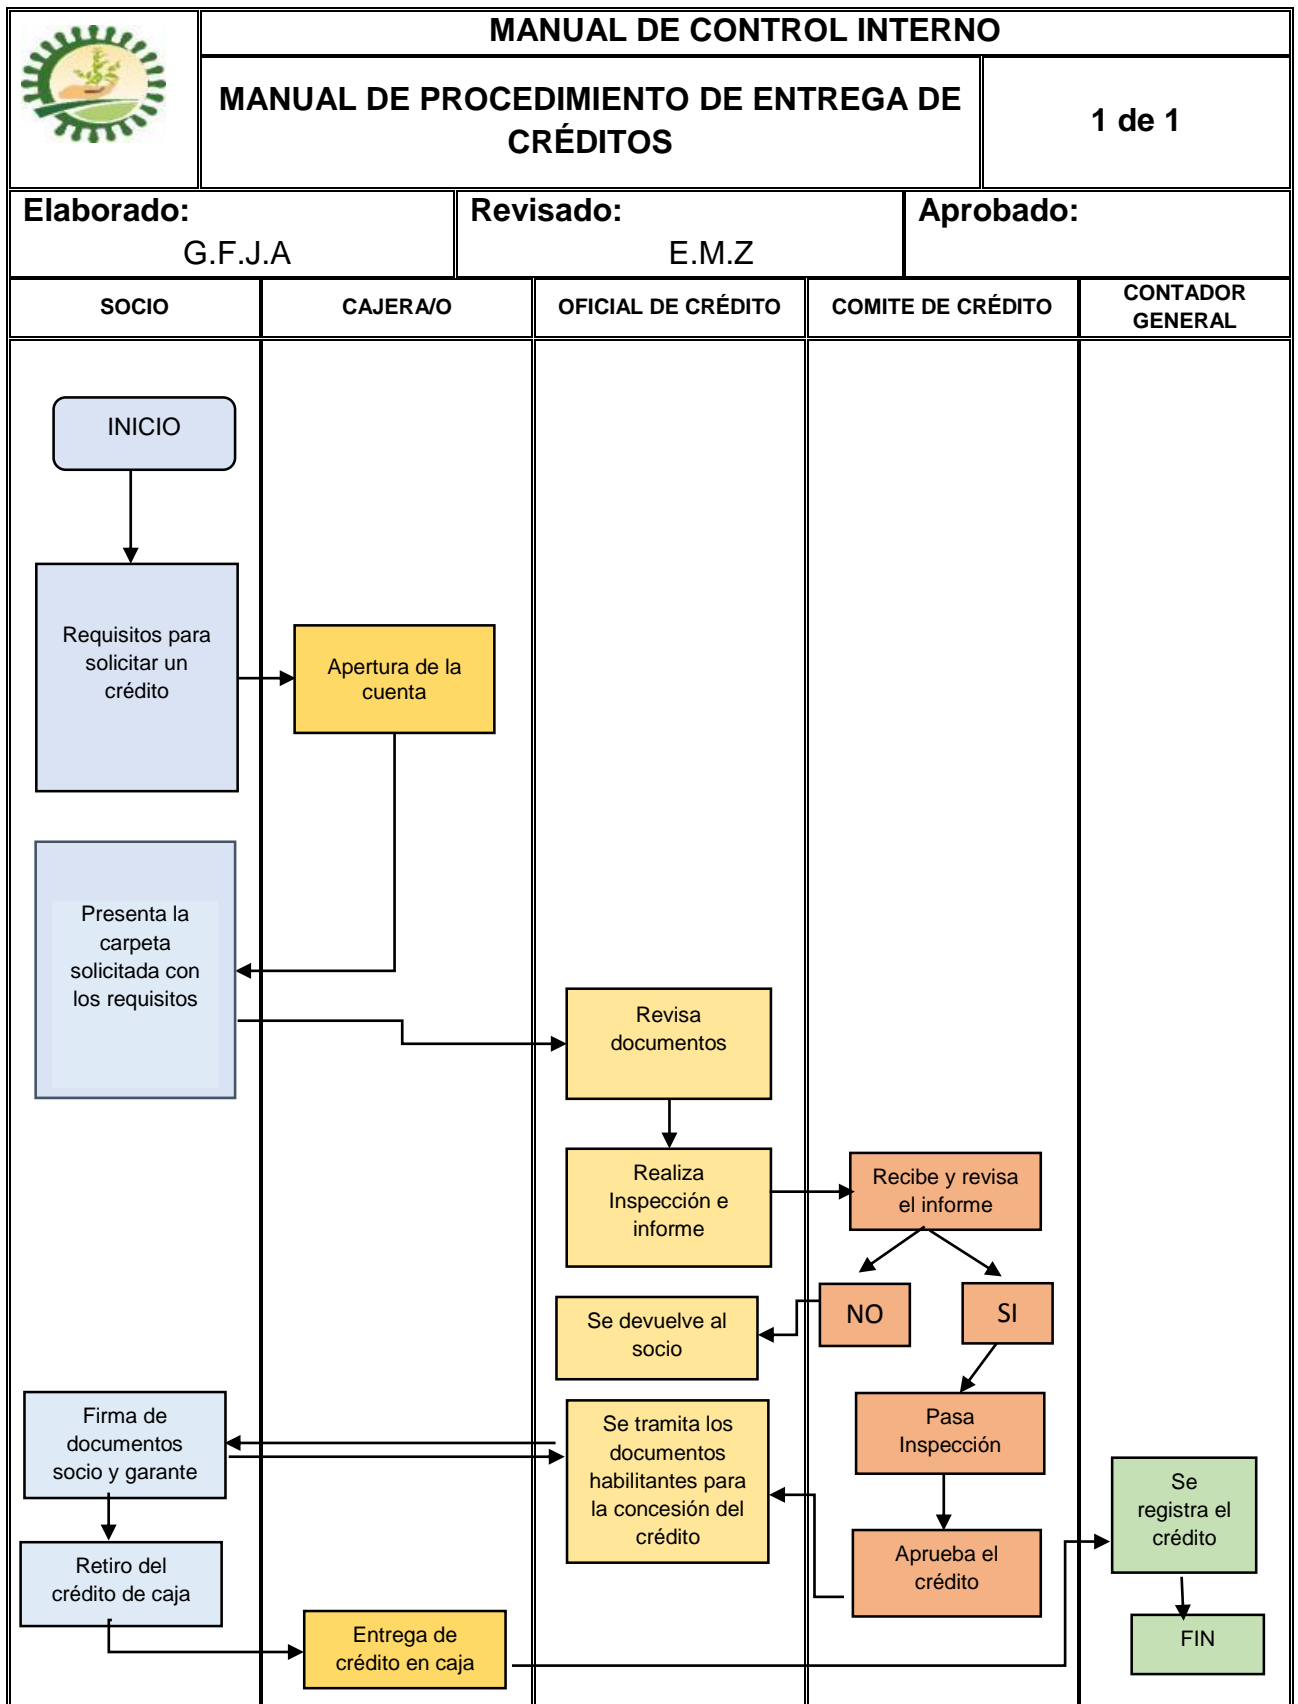 MANUAL DE CONTROL INTERNO
MANUAL DE PROCEDIMIENTO DE ENTREGA DE
CRÉDITOS
1 de 1
Elaborado:
G.F.J.A
Revisado:
E.M.Z
Aprobado:
SOCIO
CAJERA/O
OFICIAL DE CRÉDITO
COMITE DE CRÉDITO
CONTADOR
GENERAL
INICIO
Requisitos para
solicitar un
crédito
Apertura de la
cuenta
Presenta la
carpeta
solicitada con
los requisitos
Revisa
documentos
Realiza
Inspección e
informe
Recibe y revisa
el informe
NO
SI
Se devuelve al
socio
Pasa
Inspección
Aprueba el
crédito
Se tramita los
documentos
habilitantes para
la concesión del
crédito
Firma de
documentos
socio y garante
Retiro del
crédito de caja
Entrega de
crédito en caja
Se
registra el
crédito
FIN